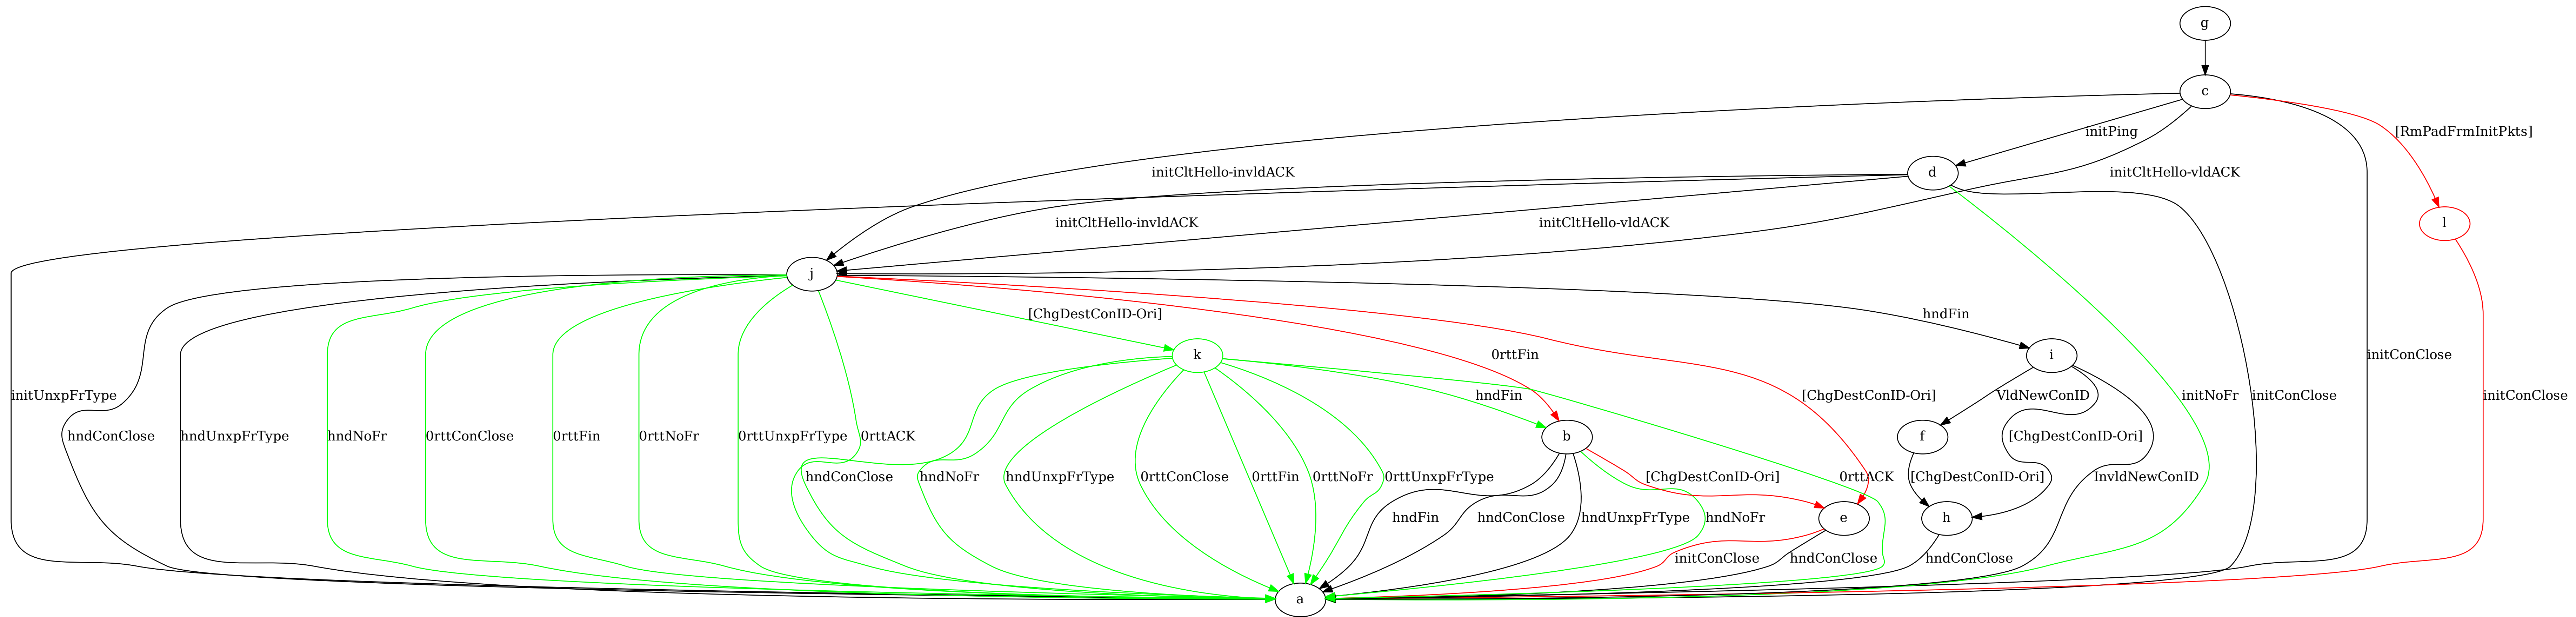 g
c
[RmPadFrmInitPkts]
initPing
initCltHello-invldACK
d
initCltHello-vldACK
initCltHello-invldACK
initCltHello-vldACK
l
j
[ChgDestConID-Ori]
hndFin
0rttFin
k
i
initConClose
initUnxpFrType
hndFin
[ChgDestConID-Ori]
VldNewConID
initNoFr
initConClose
initConClose
hndConClose
hndUnxpFrType
hndNoFr
0rttConClose
0rttFin
0rttNoFr
0rttUnxpFrType
0rttACK
b
f
[ChgDestConID-Ori]
hndConClose
hndNoFr
hndUnxpFrType
0rttConClose
0rttFin
0rttNoFr
0rttUnxpFrType
[ChgDestConID-Ori]
0rttACK
[ChgDestConID-Ori]
InvldNewConID
hndFin
hndConClose
hndUnxpFrType
hndNoFr
e
h
initConClose
hndConClose
hndConClose
a